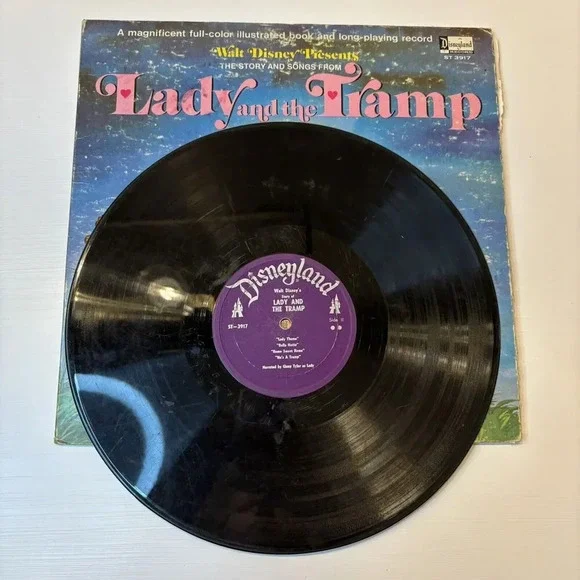 A magnificent full-color illustrated book and long-playing record
Disneyland
ST 3917
Walt Disney Presents
THE STORY AND SONGS FROM
Lady and the Tramp
Disneyland
Walt Disney's
Story of
LADY AND
THE TRAMP
ST-3917
Side II
"Lady Theme"
"Bella Notte"
"Home Sweet Home"
"He's A Tramp"
Narrated by Ginny Tyler as Lady